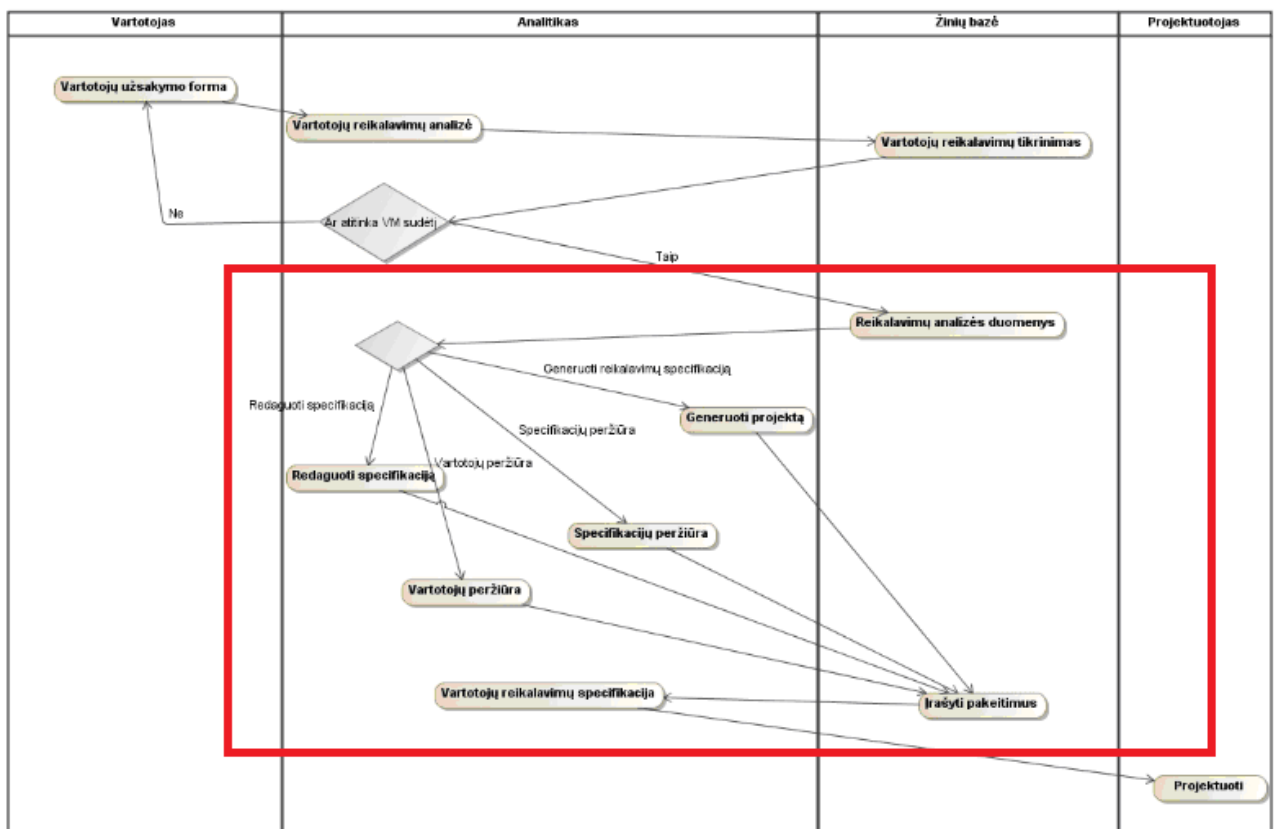 Vartotojas
Analitikas
Žinių bazė
Projektuotojas
Vartotojų užsakymo forma
Vartotojų reikalavimų analizė
Vartotojų reikalavimų tikrinimas
Ne
Ar atitinka VM sudėtį
Taip
Reikalavimų analizės duomenys
Generuoti reikalavimų specifikaciją
Redaguoti specifikaciją
Generuoti projektą
Specifikacijų peržiūra
Vartotojų peržiūra
Redaguoti specifikaciją
Specifikacijų peržiūra
Vartotojų peržiūra
Vartotojų reikalavimų specifikacija
Įrašyti pakeitimus
Projektuoti